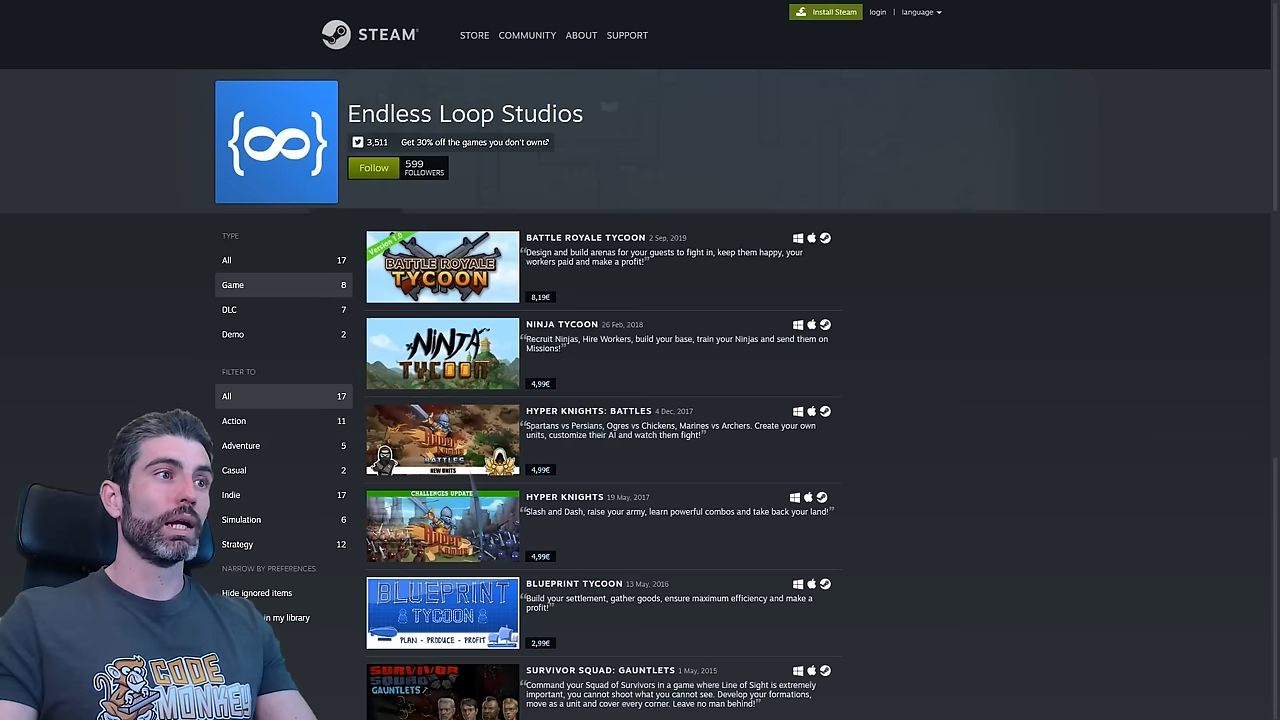 Install Steam
login
|
language
STEAM®
STORE
COMMUNITY
ABOUT
SUPPORT
Endless Loop Studios
3,511
Get 30% off the games you don't own
Follow
599
FOLLOWERS
TYPE
All 17
Game 8
DLC 7
Demo 2
FILTER TO
All 17
Action 11
Adventure 5
Casual 2
Indie 17
Simulation 6
Strategy 12
NARROW BY PREFERENCES
Hide ignored items
in my library
Version 1.0
BATTLE ROYALE
TYCOON
BATTLE ROYALE TYCOON 2 Sep, 2019
“Design and build arenas for your guests to fight in, keep them happy, your
workers paid and make a profit!”
8,19€
NINJA
TYCOON
NINJA TYCOON 26 Feb, 2018
“Recruit Ninjas, Hire Workers, build your base, train your Ninjas and send them on
Missions!”
4,99€
Hyper
Knights
BATTLES
NEW UNITS
HYPER KNIGHTS: BATTLES 4 Dec, 2017
“Spartans vs Persians, Ogres vs Chickens, Marines vs Archers. Create your own
units, customize their AI and watch them fight!”
4,99€
CHALLENGES UPDATE
Hyper
Knights
HYPER KNIGHTS 19 May, 2017
“Slash and Dash, raise your army, learn powerful combos and take back your land!”
4,99€
BLUEPRINT
TYCOON
PLAN - PRODUCE - PROFIT
BLUEPRINT TYCOON 13 May, 2016
“Build your settlement, gather goods, ensure maximum efficiency and make a
profit!”
2,99€
SURVIVOR
SQUAD
GAUNTLETS
SURVIVOR SQUAD: GAUNTLETS 1 May, 2015
“Command your Squad of Survivors in a game where Line of Sight is extremely
important, you cannot shoot what you cannot see. Develop your formations,
move as a unit and cover every corner. Leave no man behind!”
CODE
MONKEY